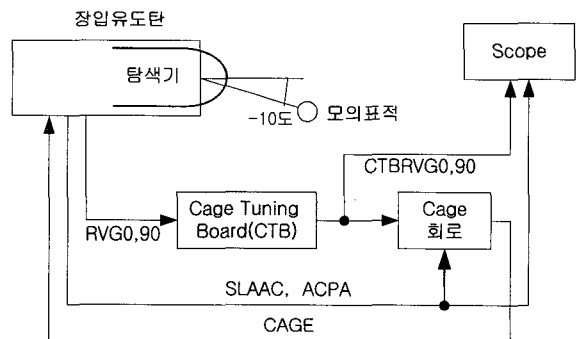 장입유도탄
탐색기
Scope
-10도
모의표적
CTBRVG0,90
Cage Tuning
Board(CTB)
Cage
회로
RVG0,90
SLAAC, ACPA
CAGE